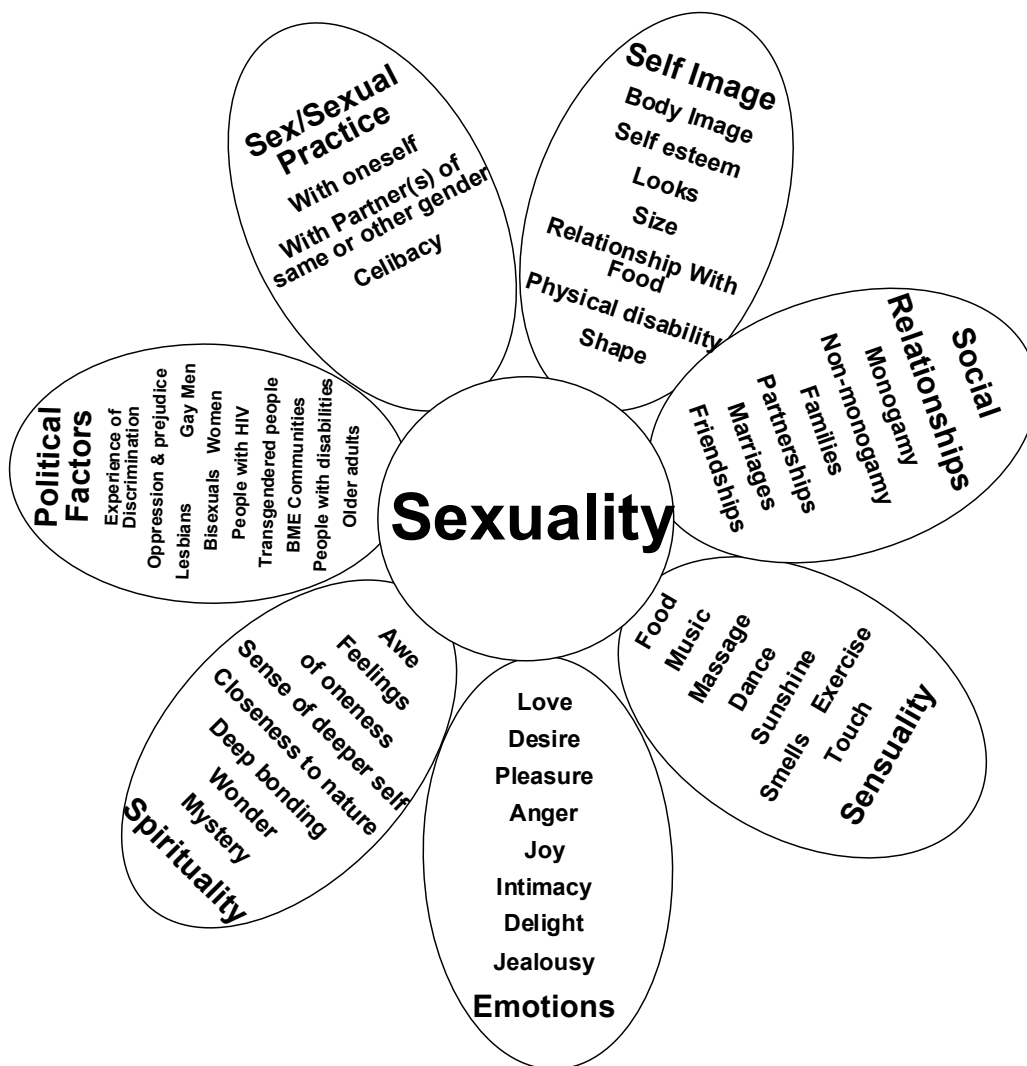 Sexuality
Self Image
Body Image
Self esteem
Looks
Size
Relationship With
Food
Physical disability
Shape
Social
Relationships
Monogamy
Non-monogamy
Families
Partnerships
Marriages
Friendships
Food
Music
Massage
Dance
Sunshine
Smells
Exercise
Touch
Sensuality
Love
Desire
Pleasure
Anger
Joy
Intimacy
Delight
Jealousy
Emotions
Awe
Feelings
of oneness
Sense of deeper self
Closeness to nature
Deep bonding
Wonder
Mystery
Spirituality
Political
Factors
Experience of
Discrimination
Oppression & prejudice
Lesbians Gay Men
Bisexuals Women
People with HIV
Transgendered people
BME Communities
People with disabilities
Older adults
Sex/Sexual
Practice
With oneself
With Partner(s) of
same or other gender
Celibacy